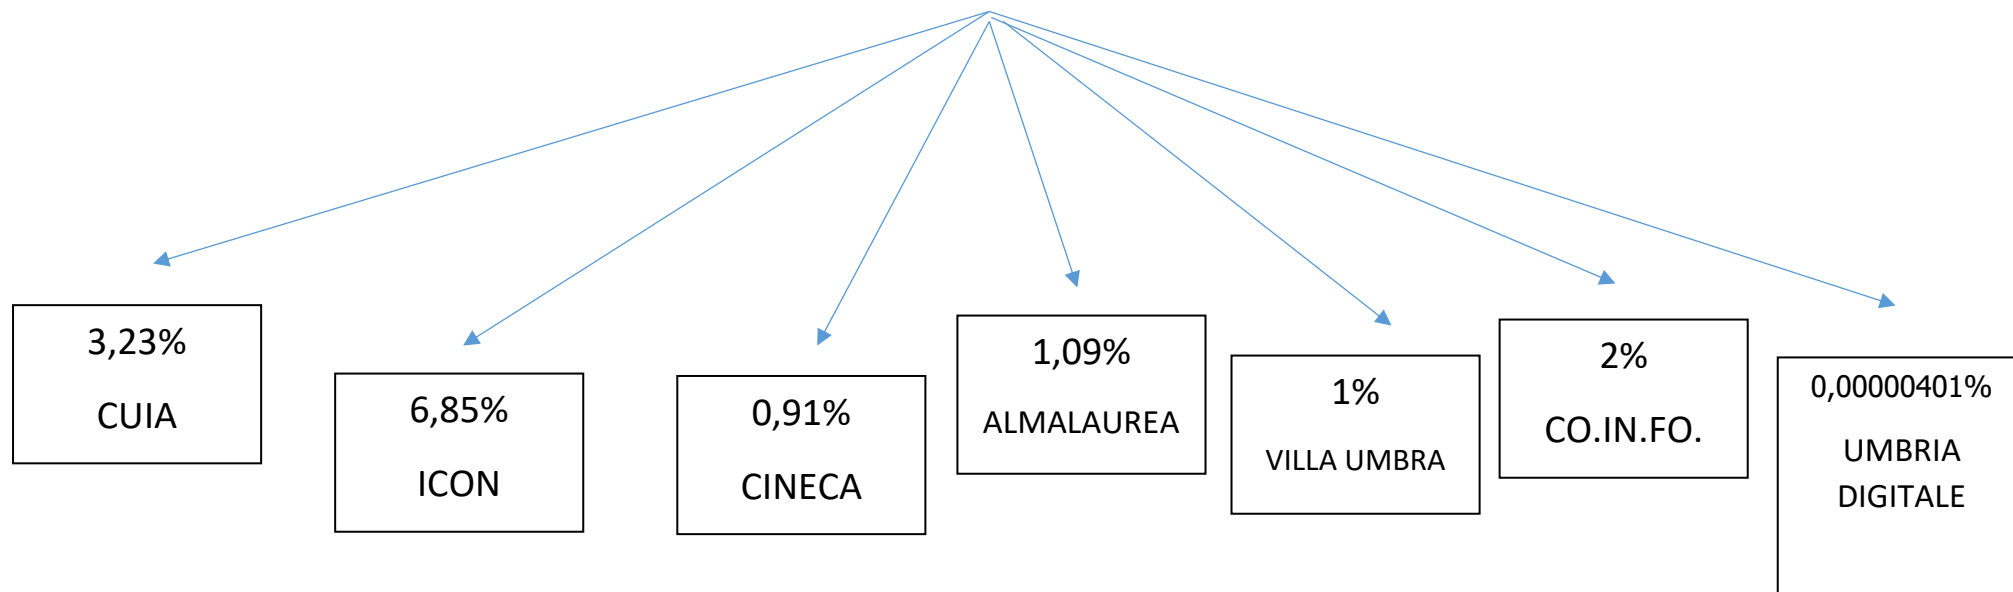 3,23%
CUIA
6,85%
ICON
0,91%
CINECA
1,09%
ALMALAUREA
1%
VILLA UMBRA
2%
CO.IN.FO.
0,00000401%
UMBRIA
DIGITALE